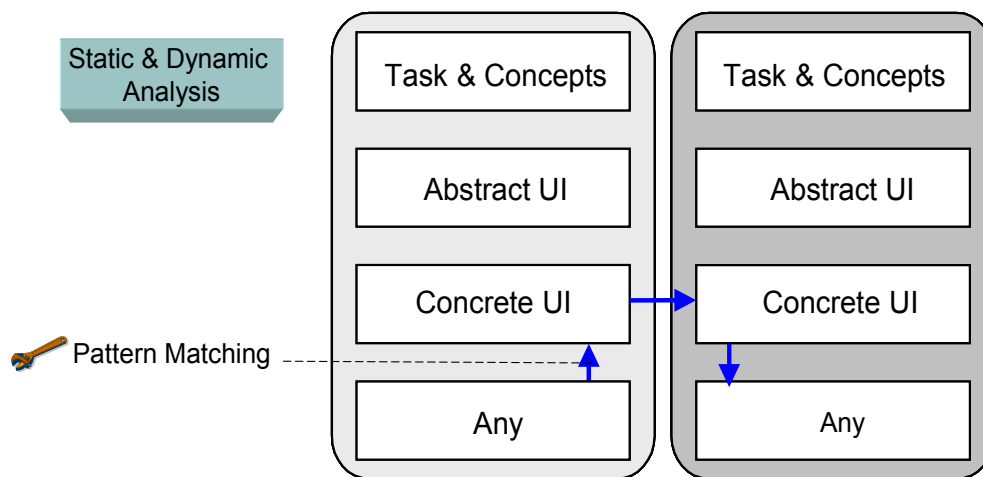 Static & Dynamic
Analysis
Task & Concepts
Task & Concepts
Abstract UI
Abstract UI
Concrete UI
Concrete UI
Pattern Matching
Any
Any